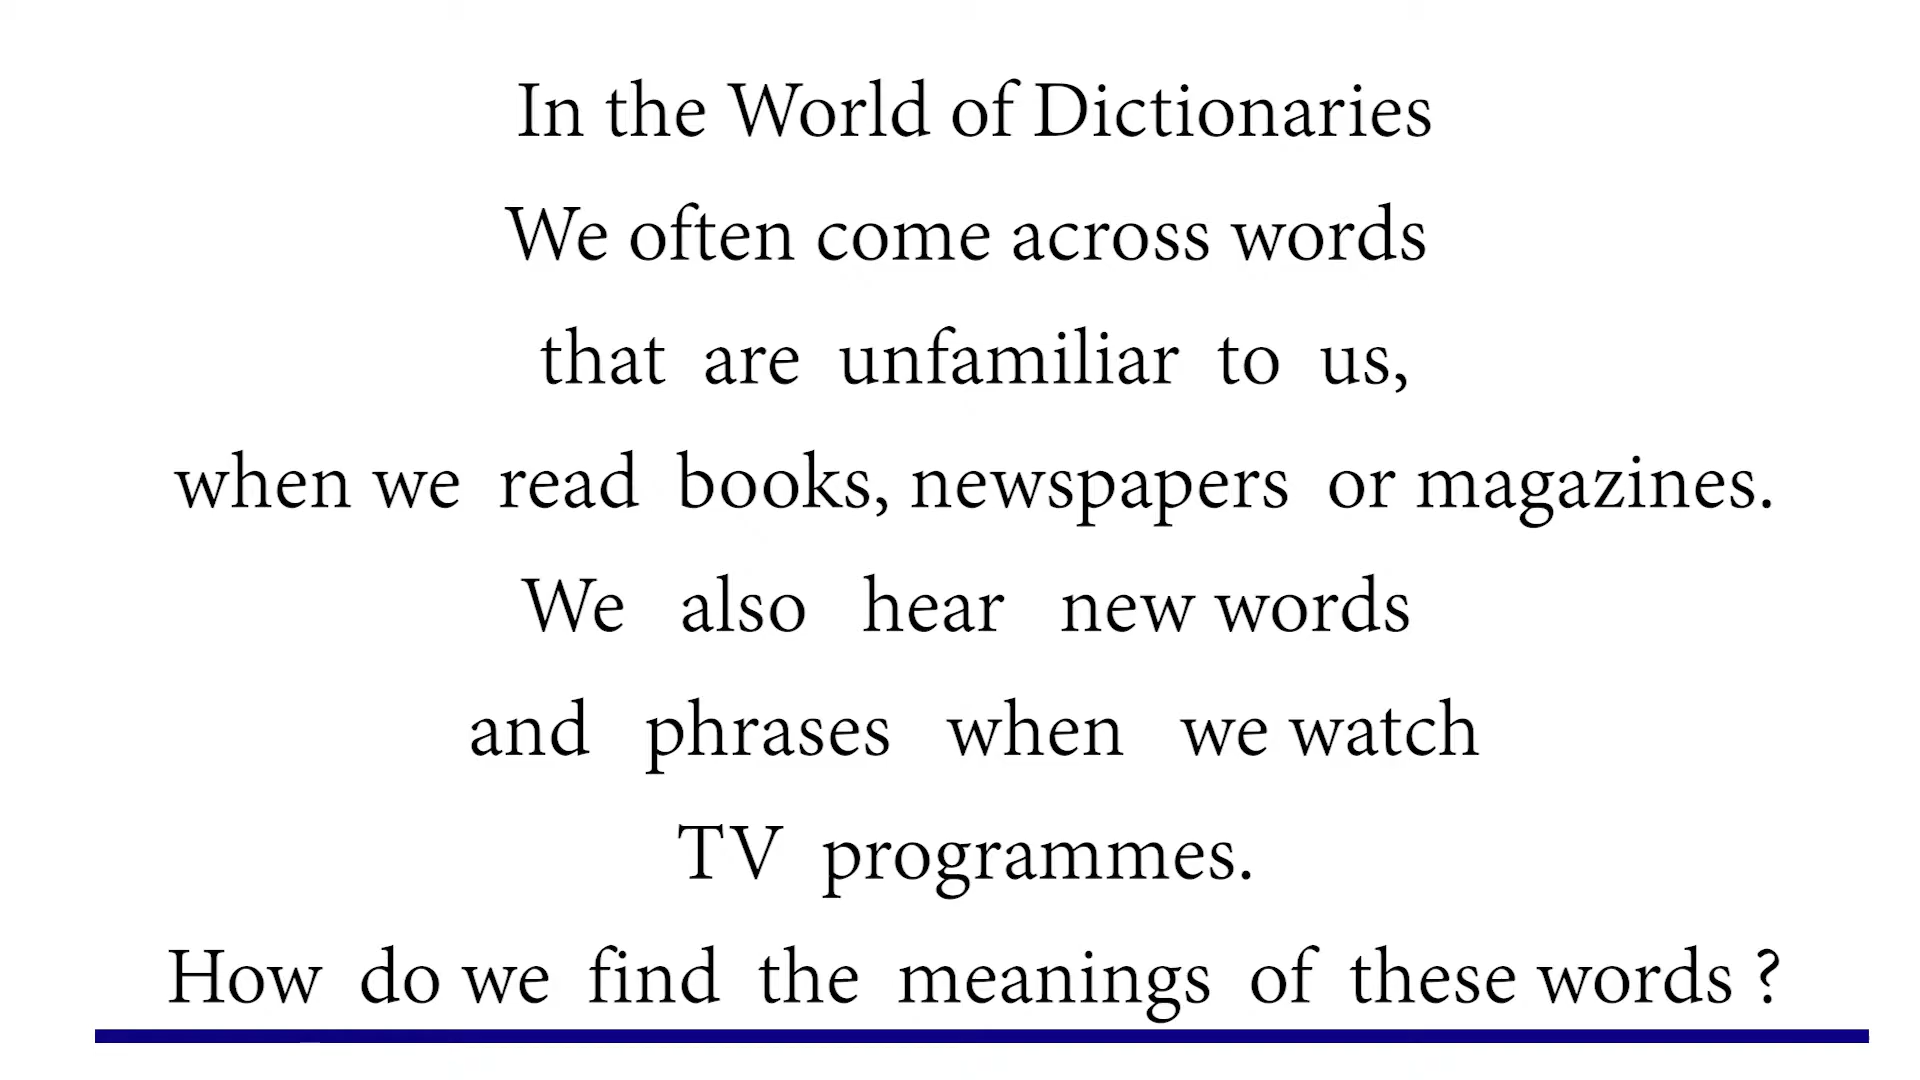 In the World of Dictionaries
We often come across words
that are unfamiliar to us,
when we read books, newspapers or magazines.
We also hear new words
and phrases when we watch
TV programmes.
How do we find the meanings of these words ?